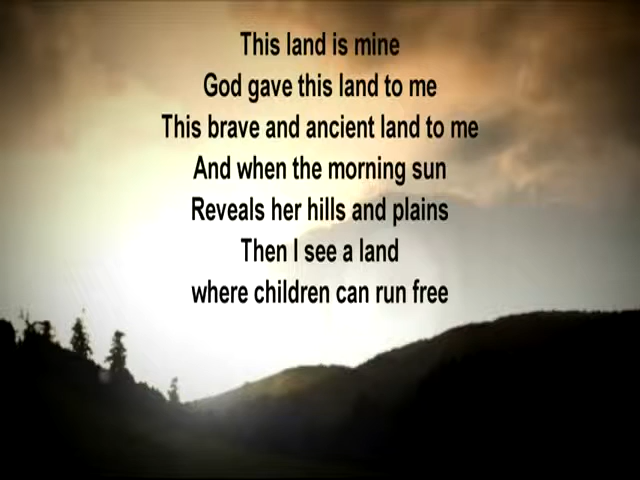 This land is mine
God gave this land to me
This brave and ancient land to me
And when the morning sun
Reveals her hills and plains
Then I see a land
where children can run free